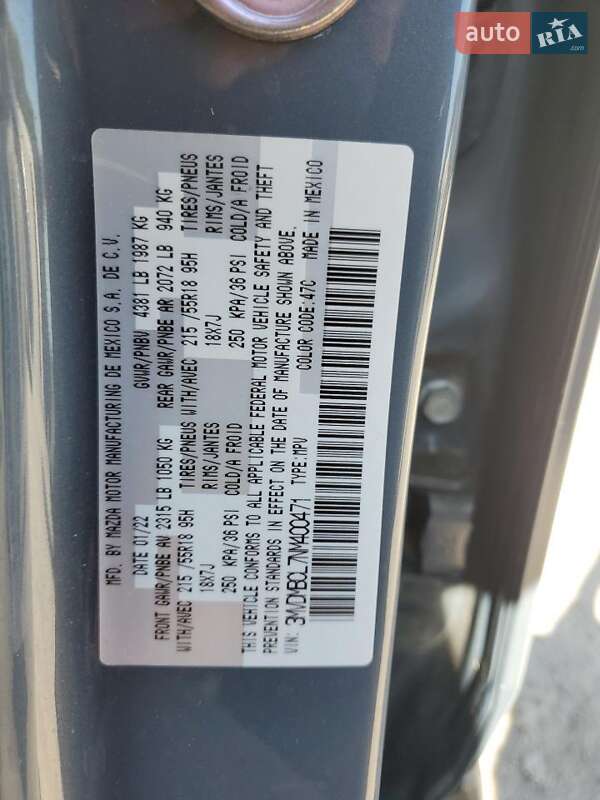 auto RIA.com
MFD. BY MAZDA MOTOR MANUFACTURING DE MEXICO S.A. DE C.V.
DATE 01/22 GVWR/PNBV 4381 LB 1987 KG
FRONT GAWR/PNBE AV 2315 LB 1050 KG REAR GAWR/PNBE AR 2072 LB 940 KG
WITH/AVEC 215/55R18 95H TIRES/PNEUS WITH/AVEC 215/55R18 95H TIRES/PNEUS
18X7J RIMS/JANTES 18X7J RIMS/JANTES
250 KPA/36 PSI COLD/A FROID 250 KPA/36 PSI COLD/A FROID
THIS VEHICLE CONFORMS TO ALL APPLICABLE FEDERAL MOTOR VEHICLE SAFETY AND THEFT
PREVENTION STANDARDS IN EFFECT ON THE DATE OF MANUFACTURE SHOWN ABOVE.
VIN: 3MVDMBCL7NM400471 TYPE:MPV COLOR CODE:47C MADE IN MEXICO